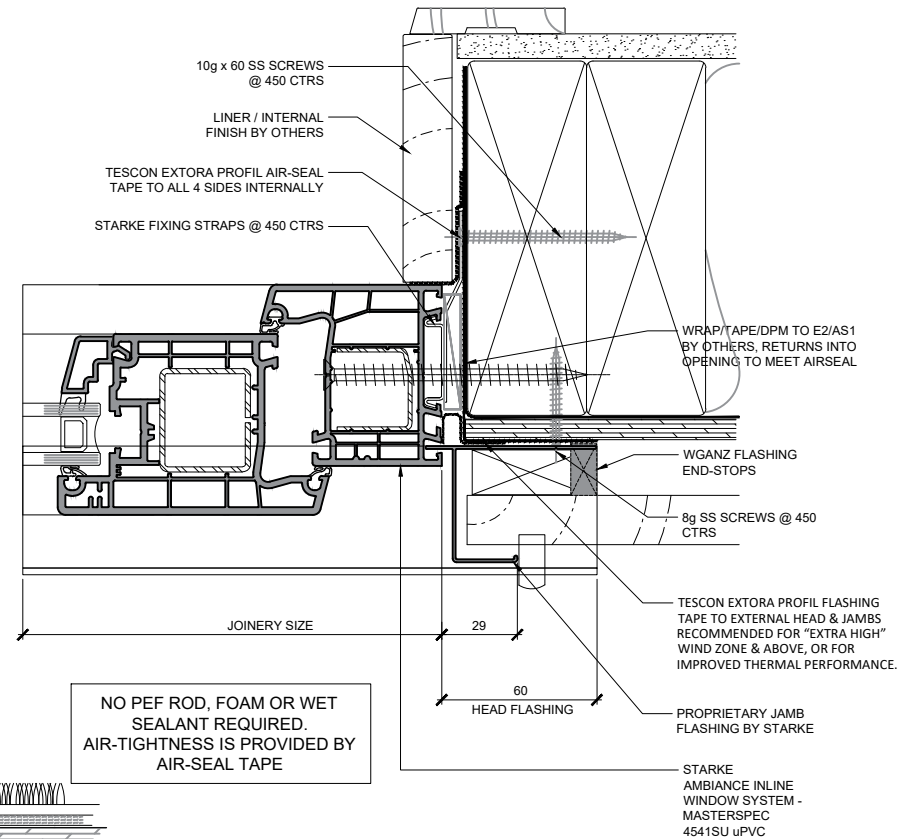 10g x 60 SS SCREWS
@ 450 CTRS
LINER / INTERNAL
FINISH BY OTHERS
TESCON EXTORA PROFIL AIR-SEAL
TAPE TO ALL 4 SIDES INTERNALLY
STARKE FIXING STRAPS @ 450 CTRS
WRAP/TAPE/DPM TO E2/AS1
BY OTHERS, RETURNS INTO
OPENING TO MEET AIRSEAL
WGANZ FLASHING
END-STOPS
8g SS SCREWS @ 450
CTRS
TESCON EXTORA PROFIL FLASHING
TAPE TO EXTERNAL HEAD & JAMBS
RECOMMENDED FOR “EXTRA HIGH”
WIND ZONE & ABOVE, OR FOR
IMPROVED THERMAL PERFORMANCE.
JOINERY SIZE
29
60
HEAD FLASHING
PROPRIETARY JAMB
FLASHING BY STARKE
STARKE
AMBIANCE INLINE
WINDOW SYSTEM -
MASTERSPEC
4541SU uPVC
NO PEF ROD, FOAM OR WET
SEALANT REQUIRED.
AIR-TIGHTNESS IS PROVIDED BY
AIR-SEAL TAPE